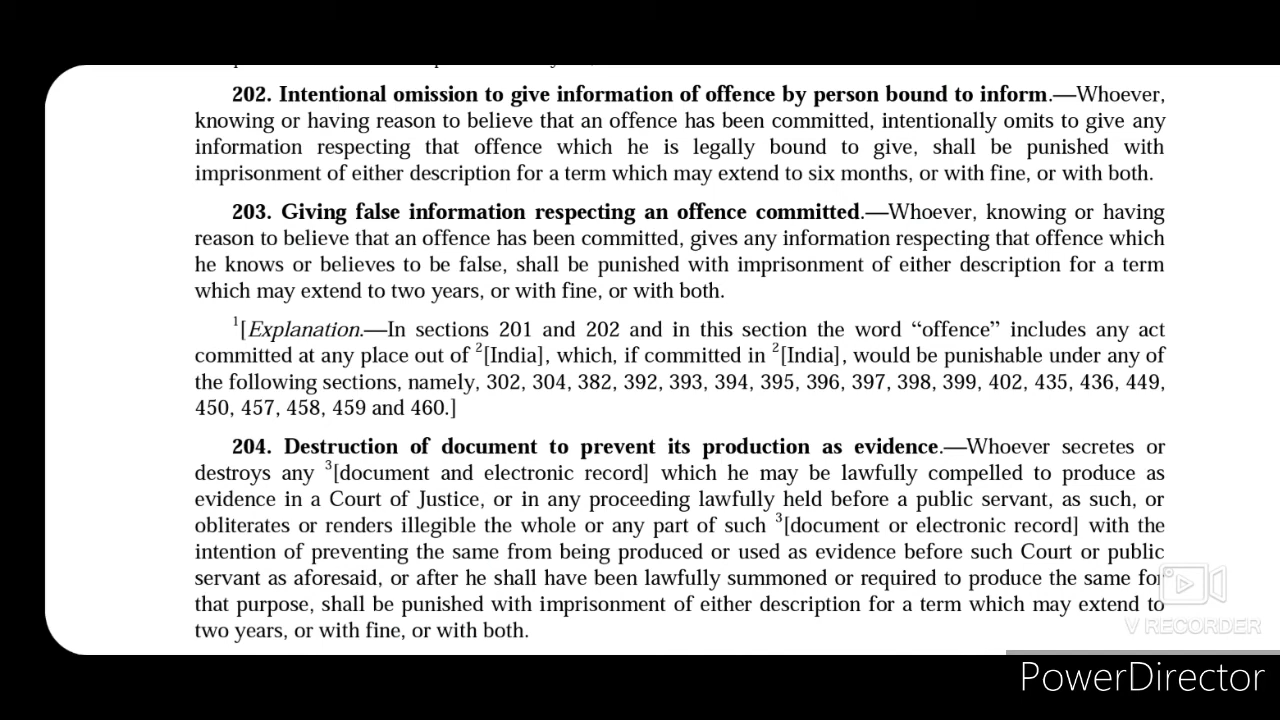 202. Intentional omission to give information of offence by person bound to inform.—Whoever,
knowing or having reason to believe that an offence has been committed, intentionally omits to give any
information respecting that offence which he is legally bound to give, shall be punished with
imprisonment of either description for a term which may extend to six months, or with fine, or with both.
203. Giving false information respecting an offence committed.—Whoever, knowing or having
reason to believe that an offence has been committed, gives any information respecting that offence which
he knows or believes to be false, shall be punished with imprisonment of either description for a term
which may extend to two years, or with fine, or with both.
1[Explanation.—In sections 201 and 202 and in this section the word “offence” includes any act
committed at any place out of 2[India], which, if committed in 2[India], would be punishable under any of
the following sections, namely, 302, 304, 382, 392, 393, 394, 395, 396, 397, 398, 399, 402, 435, 436, 449,
450, 457, 458, 459 and 460.]
204. Destruction of document to prevent its production as evidence.—Whoever secretes or
destroys any 3[document and electronic record] which he may be lawfully compelled to produce as
evidence in a Court of Justice, or in any proceeding lawfully held before a public servant, as such, or
obliterates or renders illegible the whole or any part of such 3[document or electronic record] with the
intention of preventing the same from being produced or used as evidence before such Court or public
servant as aforesaid, or after he shall have been lawfully summoned or required to produce the same for
that purpose, shall be punished with imprisonment of either description for a term which may extend to
two years, or with fine, or with both.
V RECORDER
PowerDirector